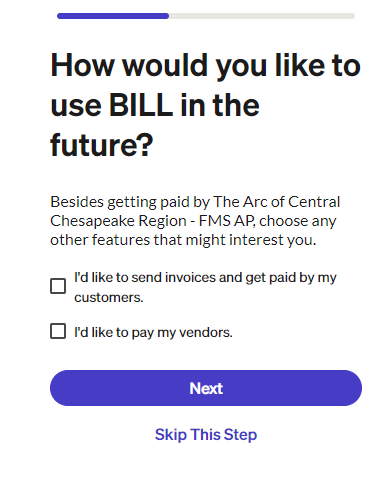 How would you like to
use BILL in the
future?
Besides getting paid by The Arc of Central
Chesapeake Region - FMS AP, choose any
other features that might interest you.
I'd like to send invoices and get paid by my
customers.
I'd like to pay my vendors.
Next
Skip This Step